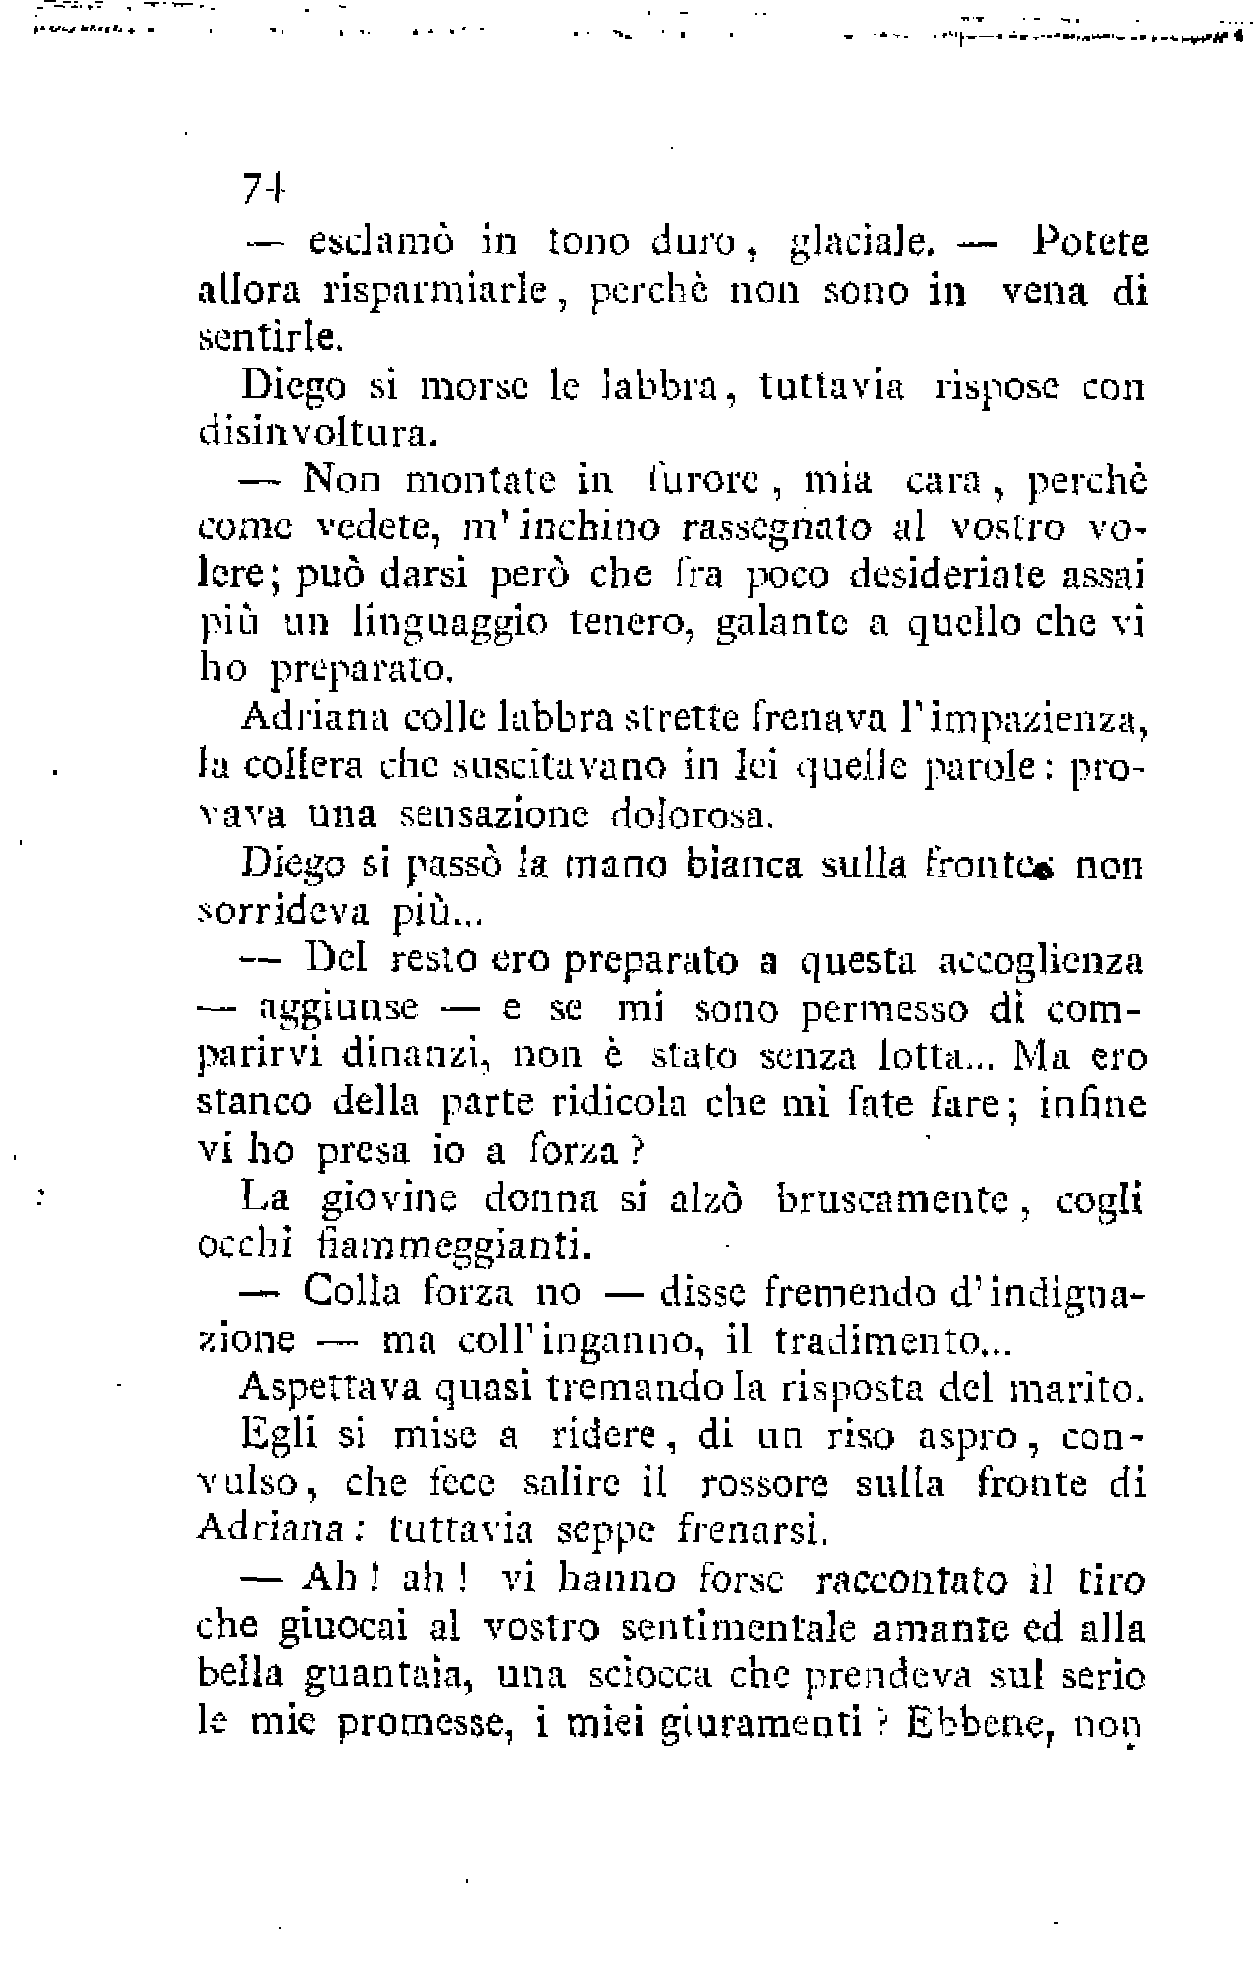 74
— esclamò in tono duro, glaciale. — Potete
allora risparmiarle, perchè non sono in vena di
sentirle.
Diego si morse le labbra, tuttavia rispose con
disinvoltura.
— Non montate in furore, mia cara, perchè
come vedete, m'inchino rassegnato al vostro vo-
lere; può darsi però che fra poco desideriate assai
più un linguaggio tenero, galante a quello che vi
ho preparato.
Adriana colle labbra strette frenava l'impazienza,
la collera che suscitavano in lei quelle parole: pro-
vava una sensazione dolorosa.
Diego si passò la mano bianca sulla fronte: non
sorrideva più...
— Del resto ero preparato a questa accoglienza
— aggiunse — e se mi sono permesso di com-
parirvi dinanzi, non è stato senza lotta... Ma ero
stanco della parte ridicola che mi fate fare; infine
vi ho presa io a forza?
La giovine donna si alzò bruscamente, cogli
occhi fiammeggianti.
— Colla forza no — disse fremendo d'indigna-
zione — ma coll'inganno, il tradimento...
Aspettava quasi tremando la risposta del marito.
Egli si mise a ridere, di un riso aspro, con-
vulso, che fece salire il rossore sulla fronte di
Adriana: tuttavia seppe frenarsi.
— Ah! ah! vi hanno forse raccontato il tiro
che giuocai al vostro sentimentale amante ed alla
bella guantaia, una sciocca che prendeva sul serio
le mie promesse, i miei giuramenti? Ebbene, non